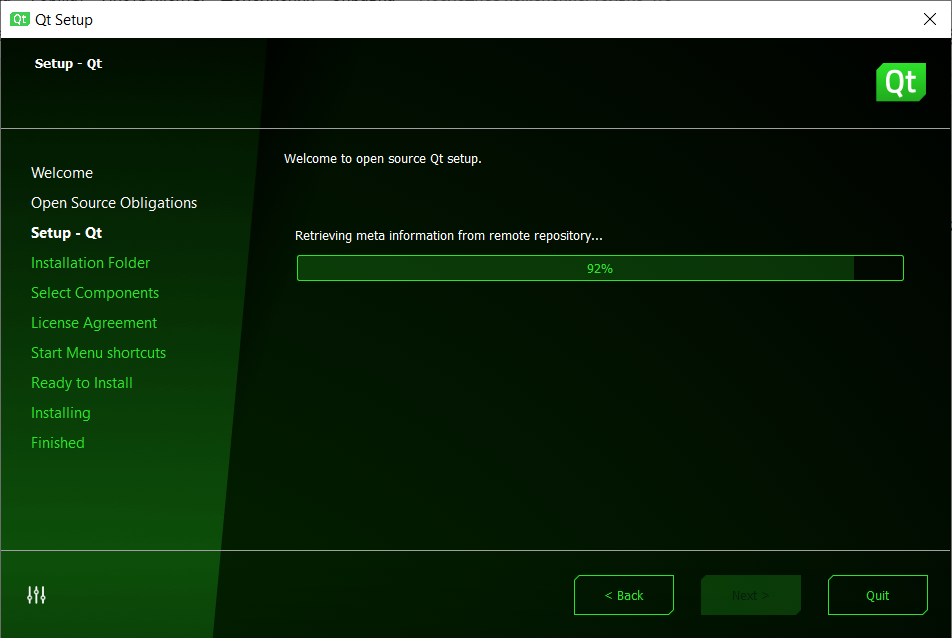 Qt Qt Setup
Setup - Qt
Qt
Welcome
Open Source Obligations
Setup - Qt
Installation Folder
Select Components
License Agreement
Start Menu shortcuts
Ready to Install
Installing
Finished
Welcome to open source Qt setup.
Retrieving meta information from remote repository...
92%
< Back
Next >
Quit